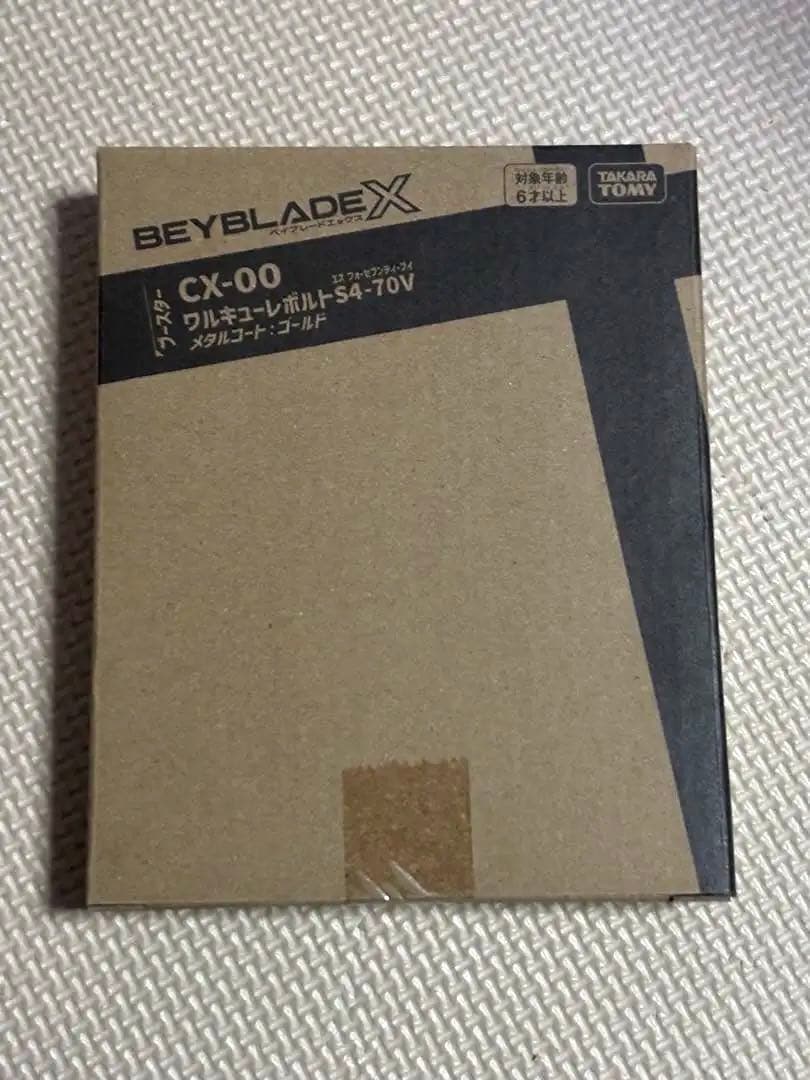 BEYBLADE X
ベイブレードエックス
対象年齢
6才以上
TAKARA
TOMY
ブースター
CX-00
エス フォーセブンティ・ブイ
ワルキューレボルトS4-70V
メタルコート:ゴールド